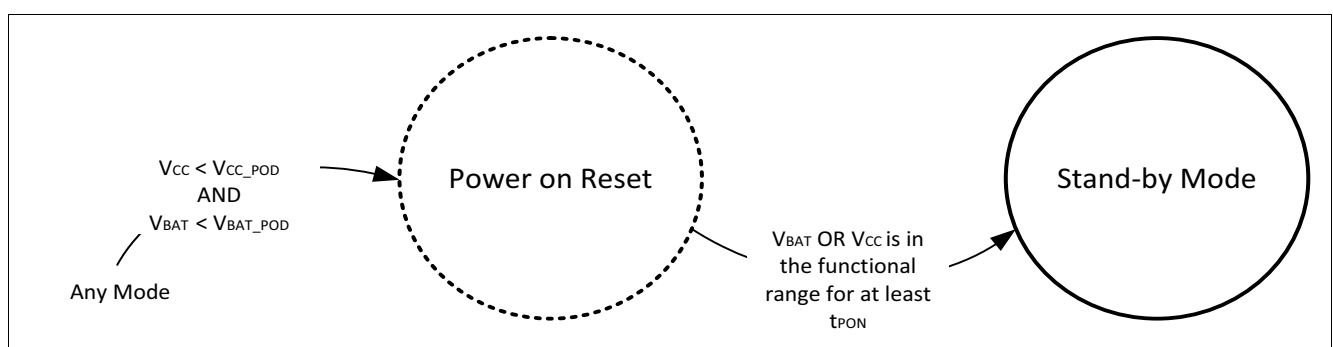 VCC < VCC_POD
AND
VBAT < VBAT_POD
Any Mode
Power on Reset
VBAT OR VCC is in
the functional
range for at least
tPON
Stand-by Mode